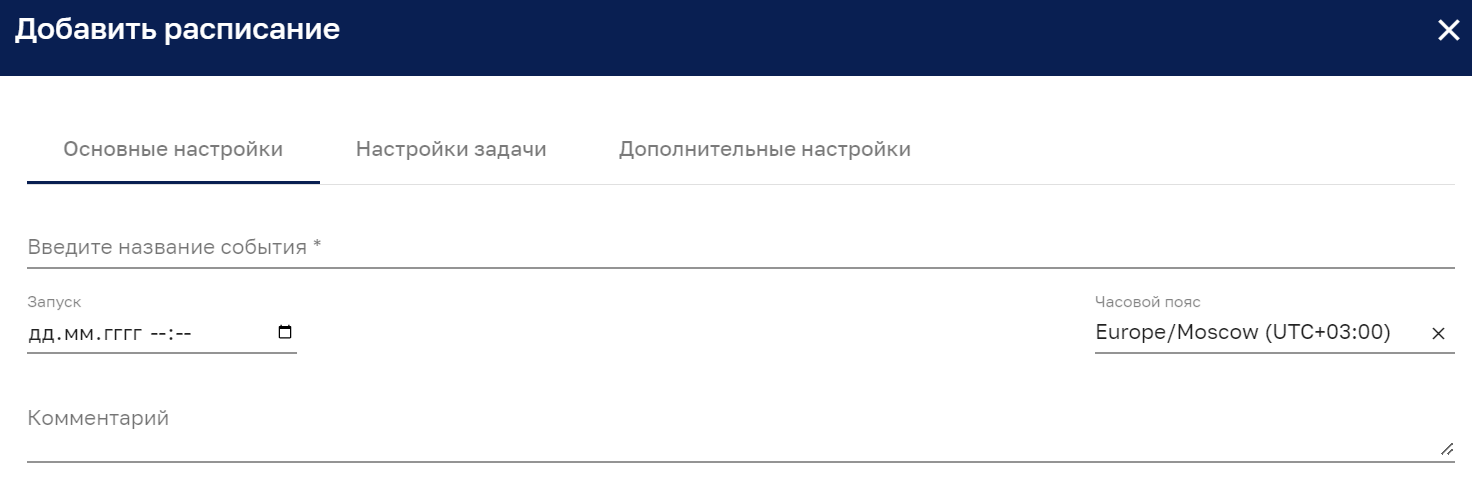 Добавить расписание
Основные настройки Настройки задачи Дополнительные настройки
Введите название события *
Запуск Часовой пояс
дд.мм.гггг --:-- Europe/Moscow (UTC+03:00)
Комментарий